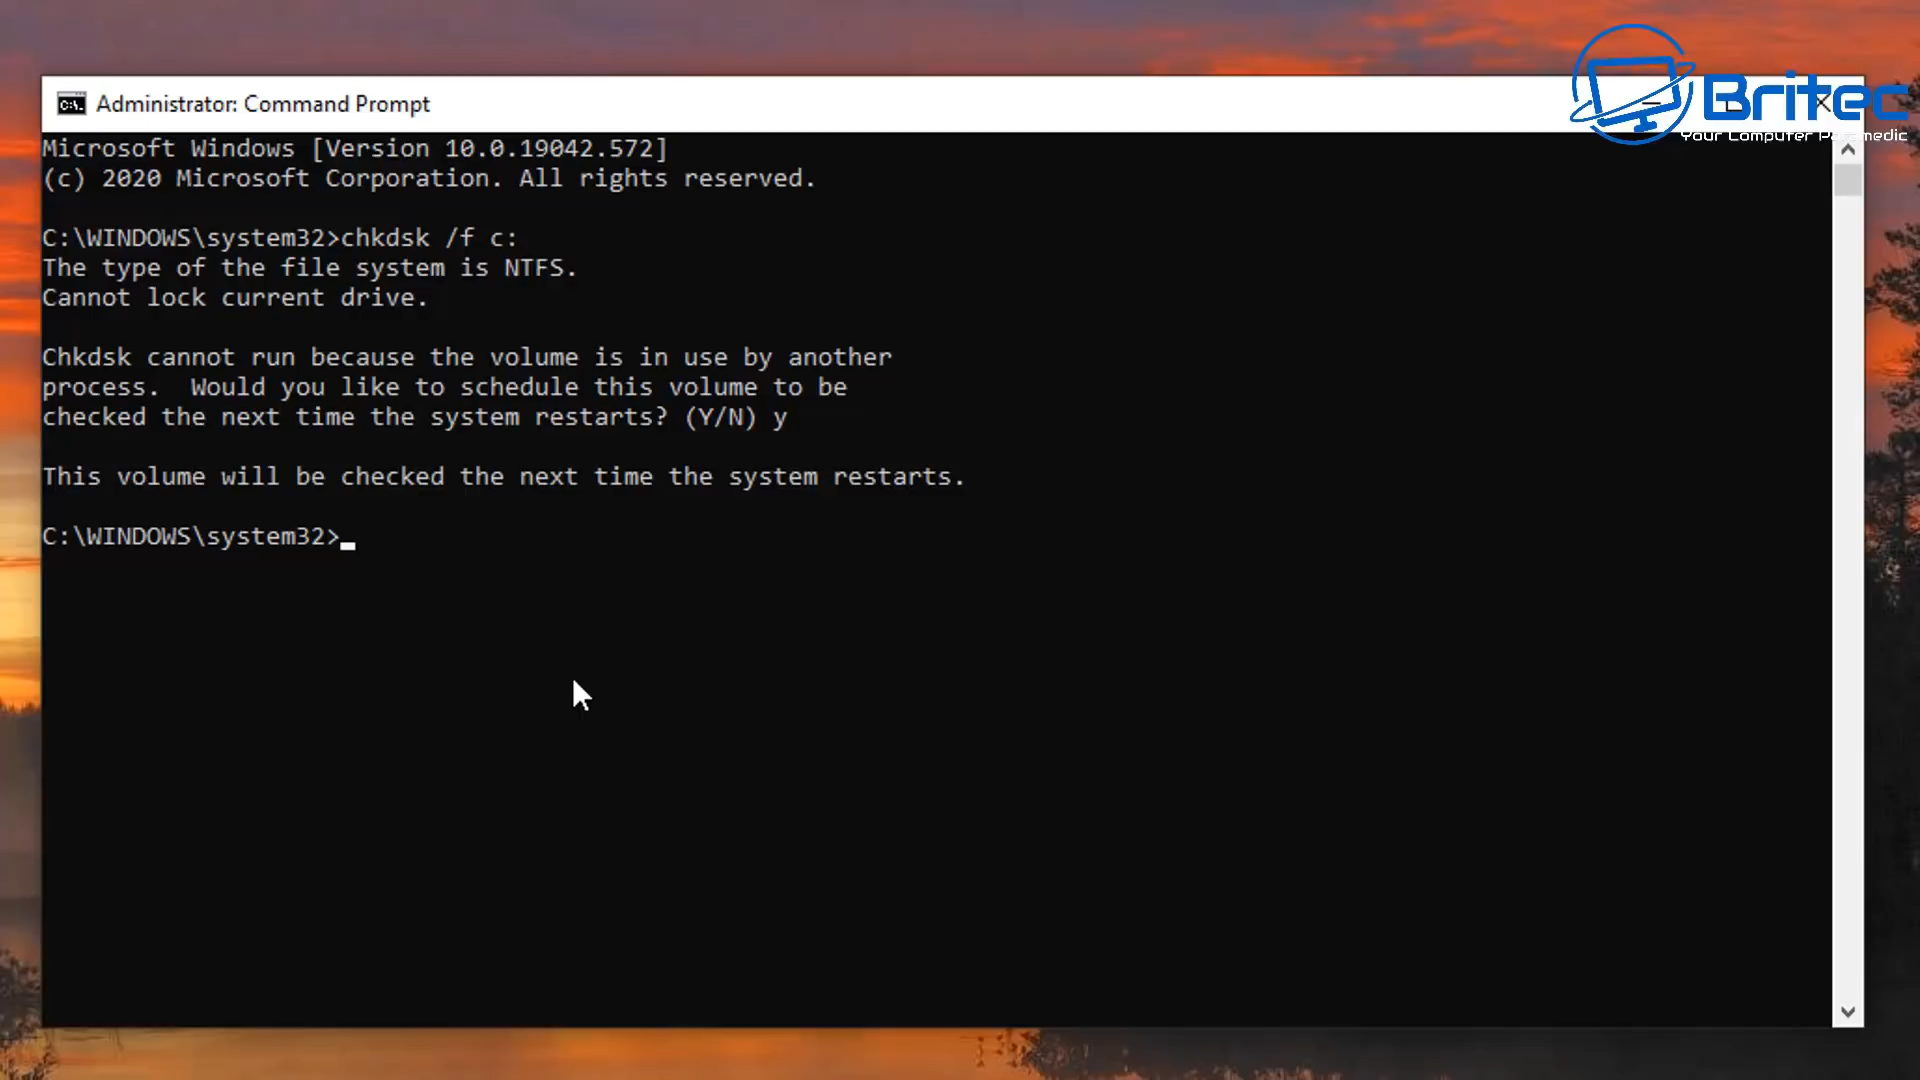 Britec
Your Computer Paramedic
Administrator: Command Prompt
Microsoft Windows [Version 10.0.19042.572]
(c) 2020 Microsoft Corporation. All rights reserved.
C:\WINDOWS\system32>chkdsk /f c:
The type of the file system is NTFS.
Cannot lock current drive.
Chkdsk cannot run because the volume is in use by another
process.  Would you like to schedule this volume to be
checked the next time the system restarts? (Y/N) y
This volume will be checked the next time the system restarts.
C:\WINDOWS\system32>